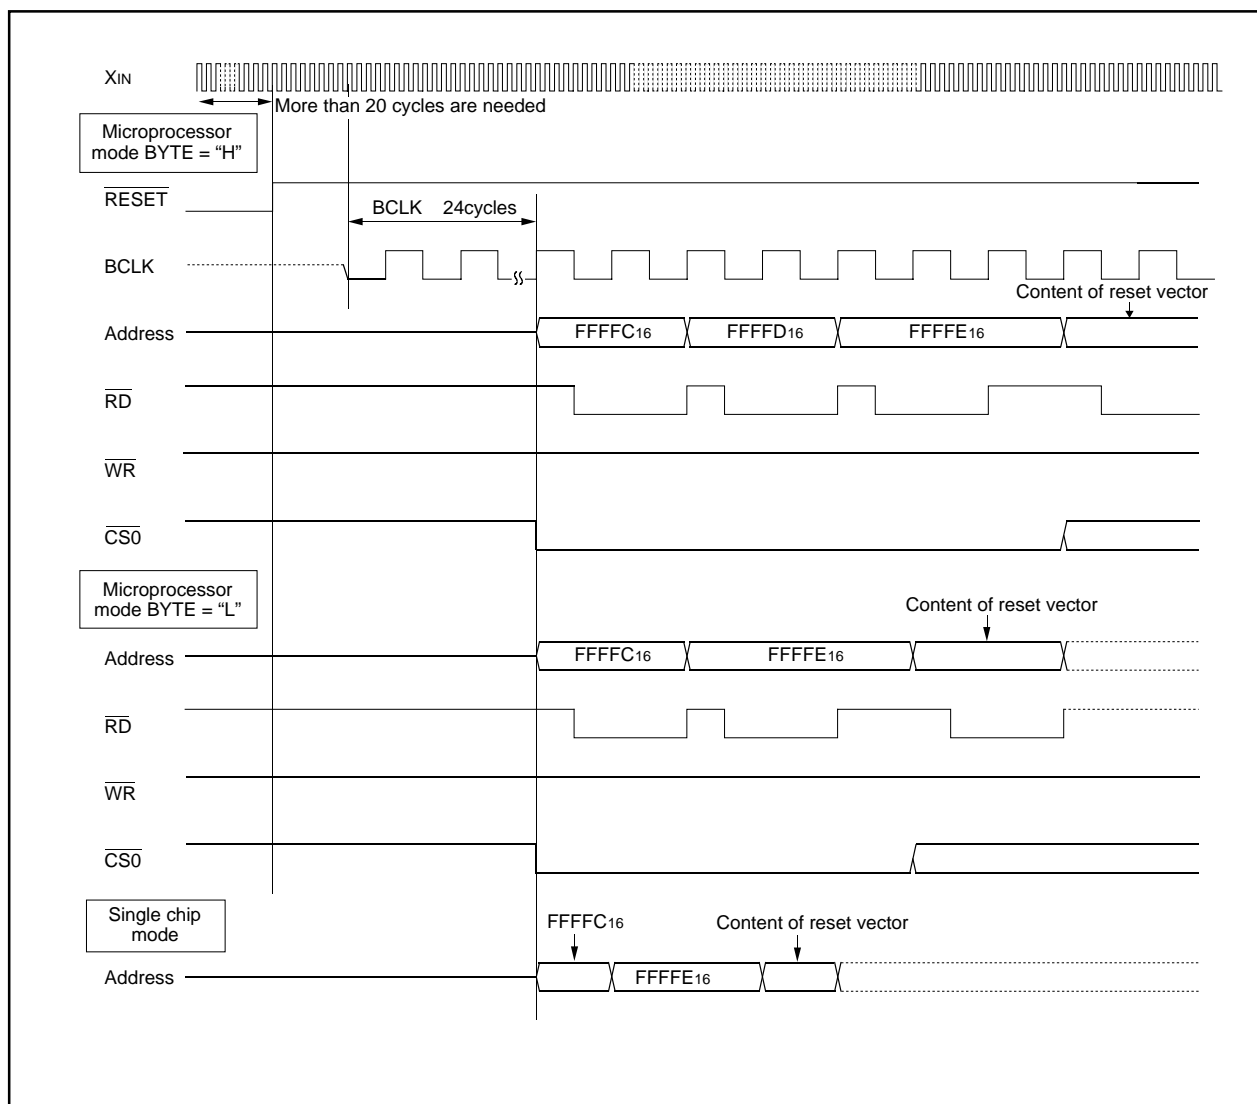 XIN
More than 20 cycles are needed
Microprocessor
mode BYTE = “H”
RESET
BCLK 24cycles
BCLK
Content of reset vector
Address
FFFFC16
FFFFD16
FFFFE16
RD
WR
CS0
Microprocessor
mode BYTE = “L”
Content of reset vector
Address
FFFFC16
FFFFE16
RD
WR
CS0
Single chip
mode
FFFFC16
Content of reset vector
Address
FFFFE16